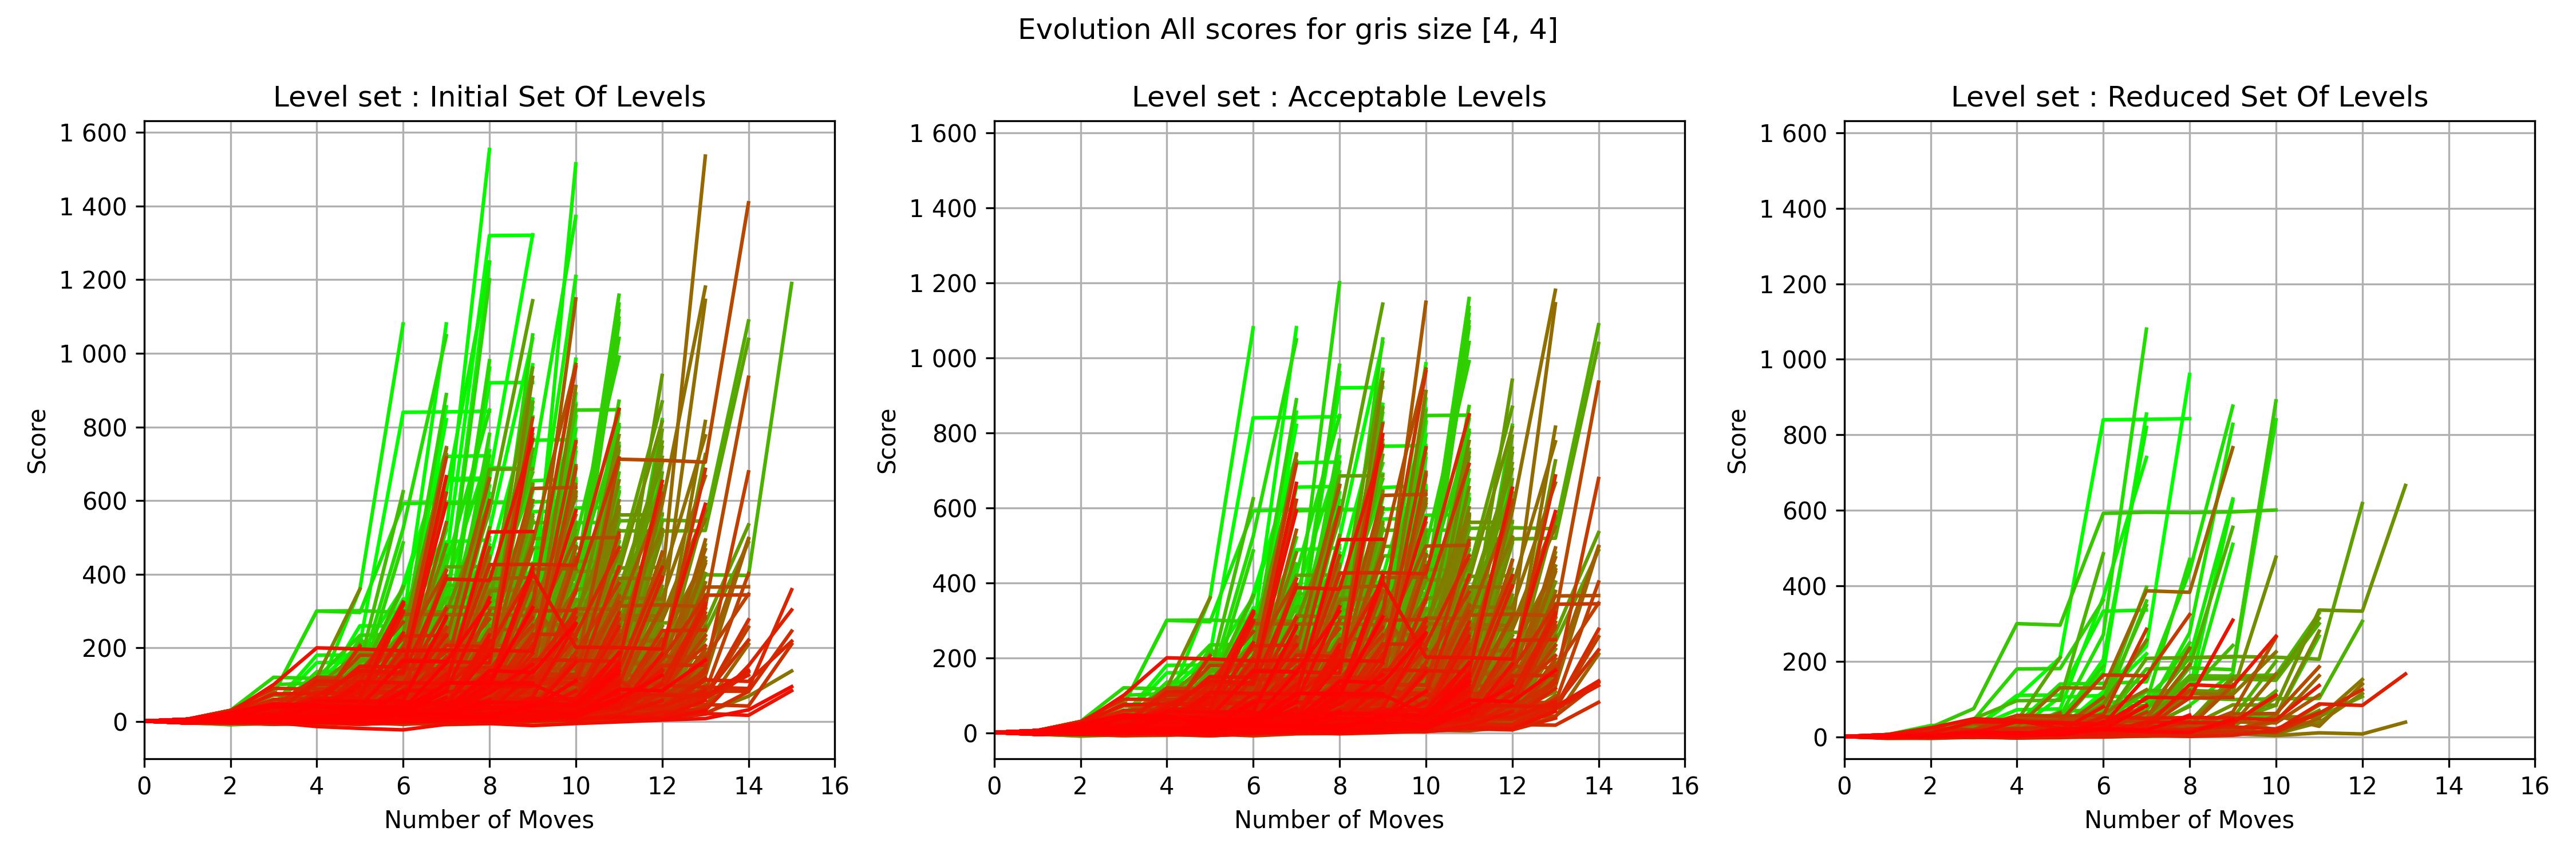 Evolution All scores for gris size [4, 4]
Level set : Initial Set Of Levels
Level set : Acceptable Levels
Level set : Reduced Set Of Levels
1 600
1 400
1 200
1 000
800
600
400
200
0
Score
0 2 4 6 8 10 12 14 16
Number of Moves
1 600
1 400
1 200
1 000
800
600
400
200
0
Score
0 2 4 6 8 10 12 14 16
Number of Moves
1 600
1 400
1 200
1 000
800
600
400
200
0
Score
0 2 4 6 8 10 12 14 16
Number of Moves